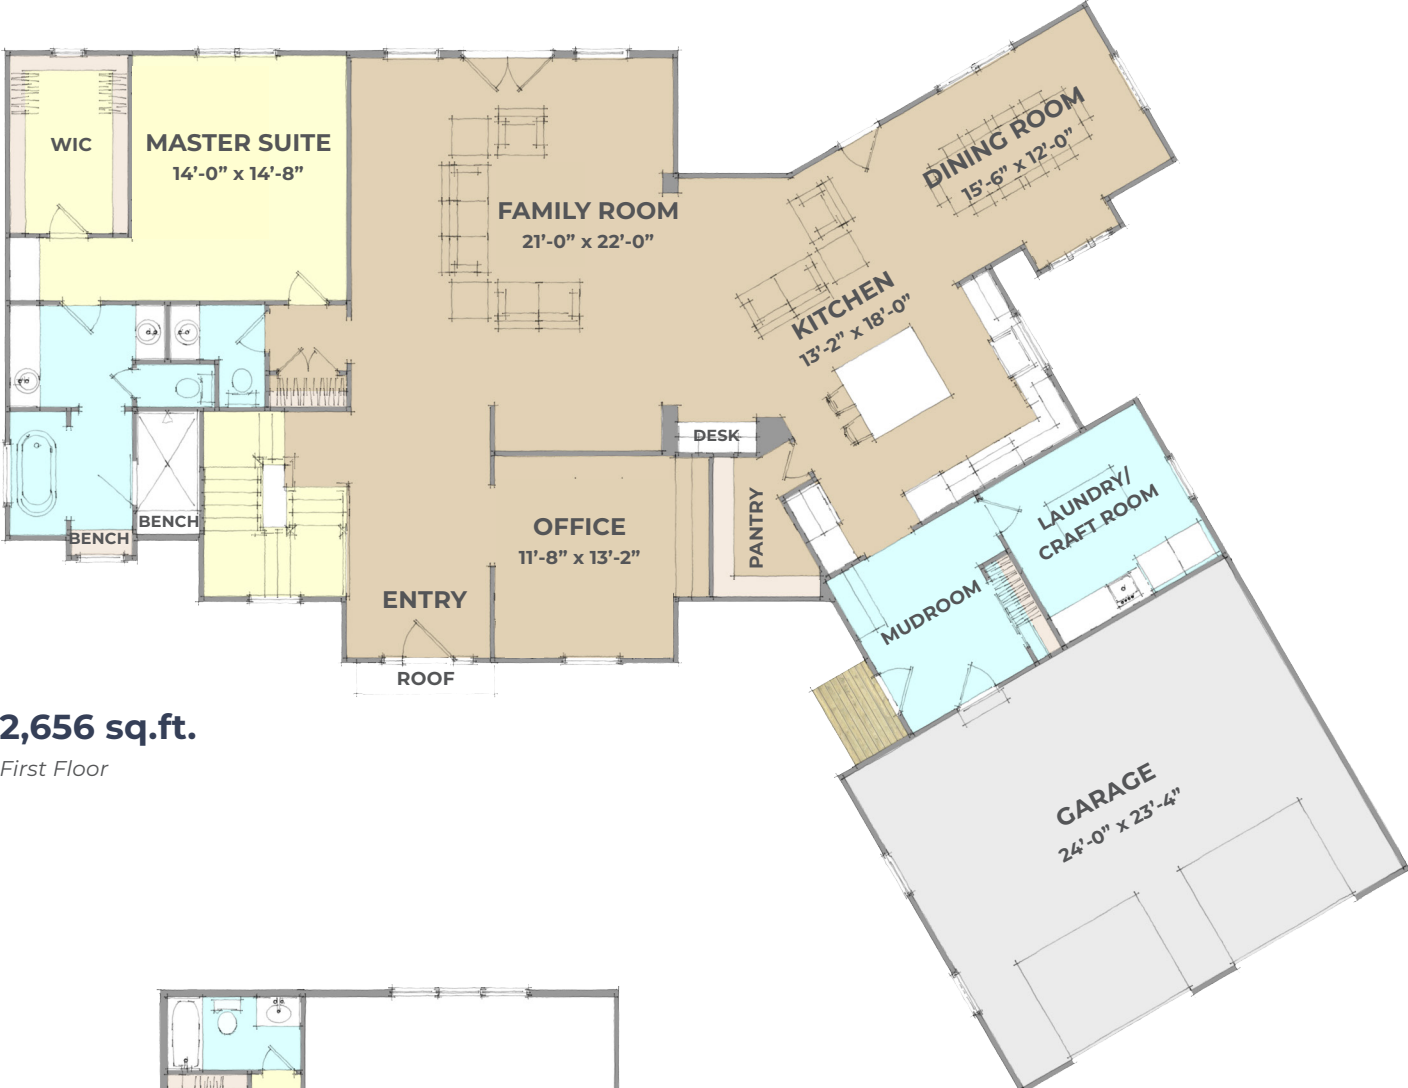 WIC
MASTER SUITE
14’-0” x 14’-8”
FAMILY ROOM
21’-0” x 22’-0”
DINING ROOM
15’-6” x 12’-0”
KITCHEN
13’-2” x 18’-0”
DESK
PANTRY
LAUNDRY/
CRAFT ROOM
BENCH
BENCH
OFFICE
11’-8” x 13’-2”
ENTRY
MUDROOM
ROOF
2,656 sq.ft.
First Floor
GARAGE
24’-0” x 23’-4”